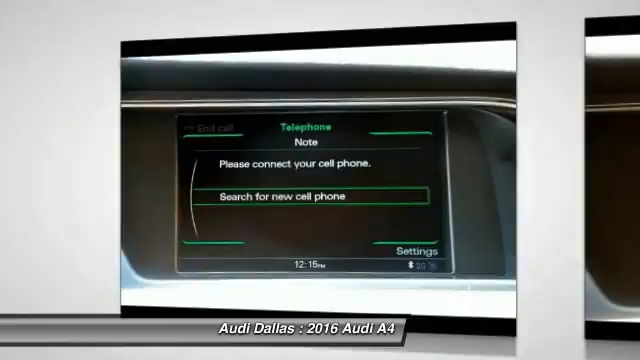 End call
Telephone
Note
Please connect your cell phone.
Search for new cell phone
Settings
12:15PM
Audi Dallas : 2016 Audi A4